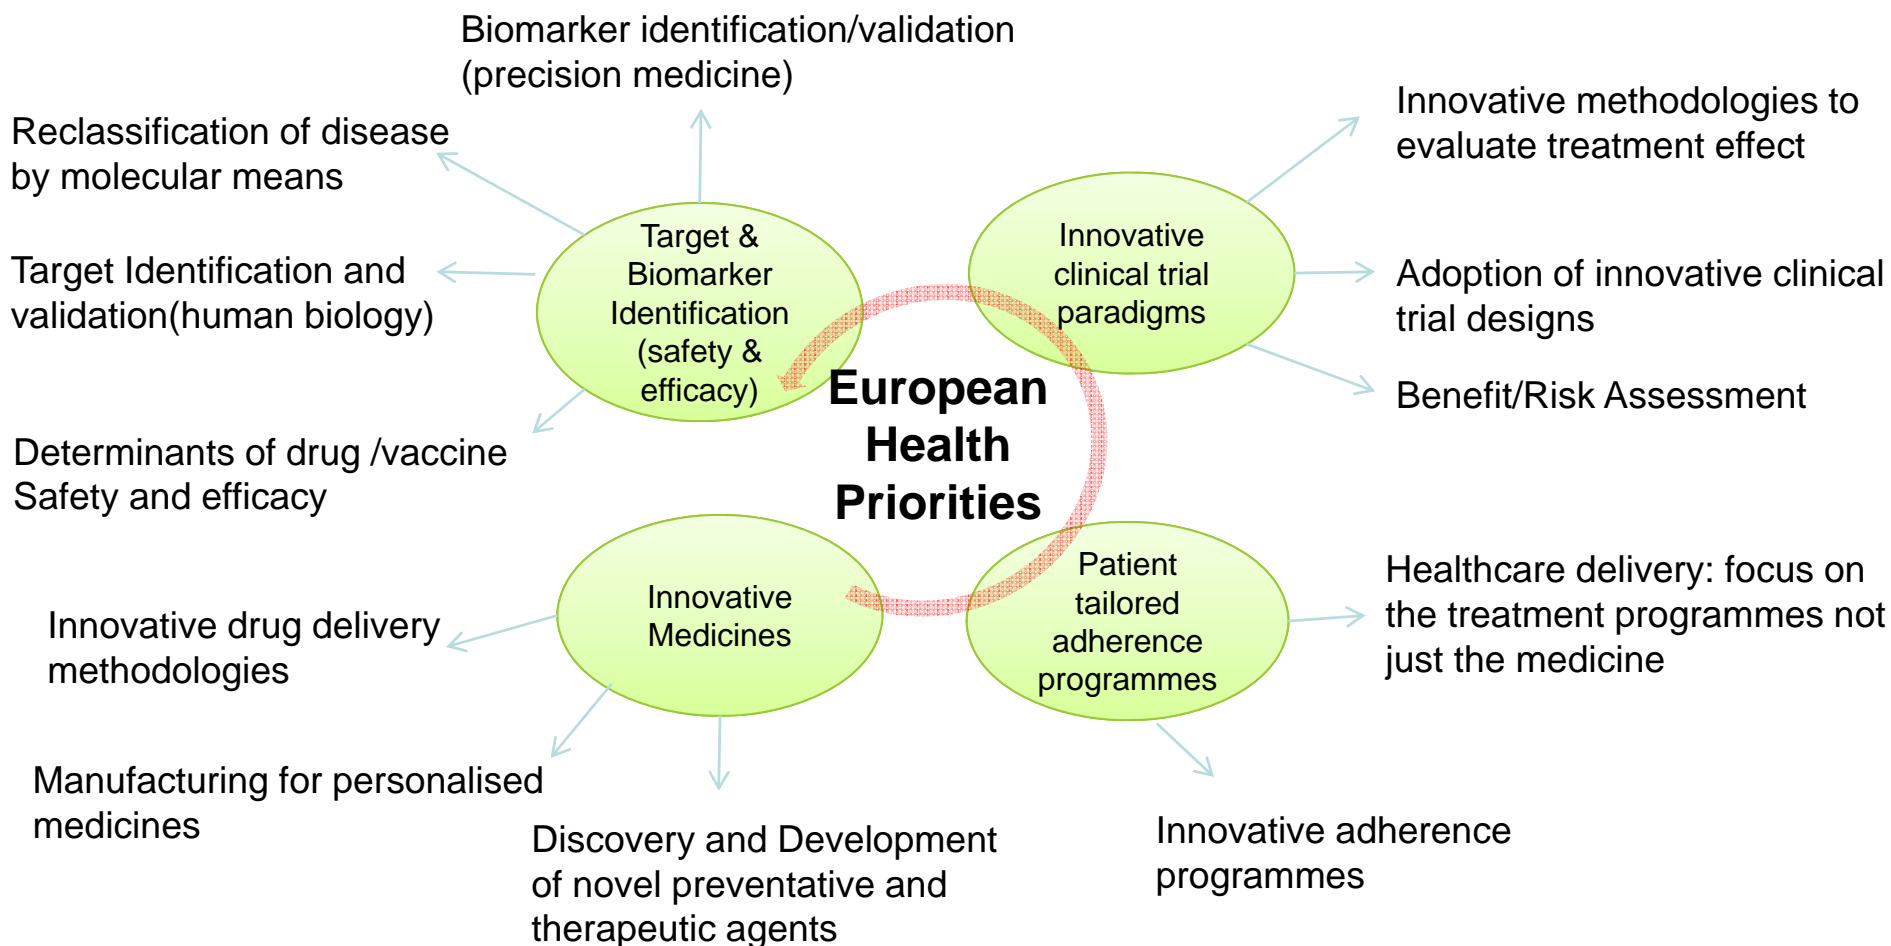 Biomarker identification/validation
(precision medicine)
Reclassification of disease
by molecular means
Target Identification and
validation(human biology)
Determinants of drug /vaccine
Safety and efficacy
Target &
Biomarker
Identification
(safety &
efficacy)
Innovative
clinical trial
paradigms
Innovative methodologies to
evaluate treatment effect
Adoption of innovative clinical
trial designs
Benefit/Risk Assessment
European
Health
Priorities
Innovative
Medicines
Patient
tailored
adherence
programmes
Healthcare delivery: focus on
the treatment programmes not
just the medicine
Innovative drug delivery
methodologies
Manufacturing for personalised
medicines
Discovery and Development
of novel preventative and
therapeutic agents
Innovative adherence
programmes